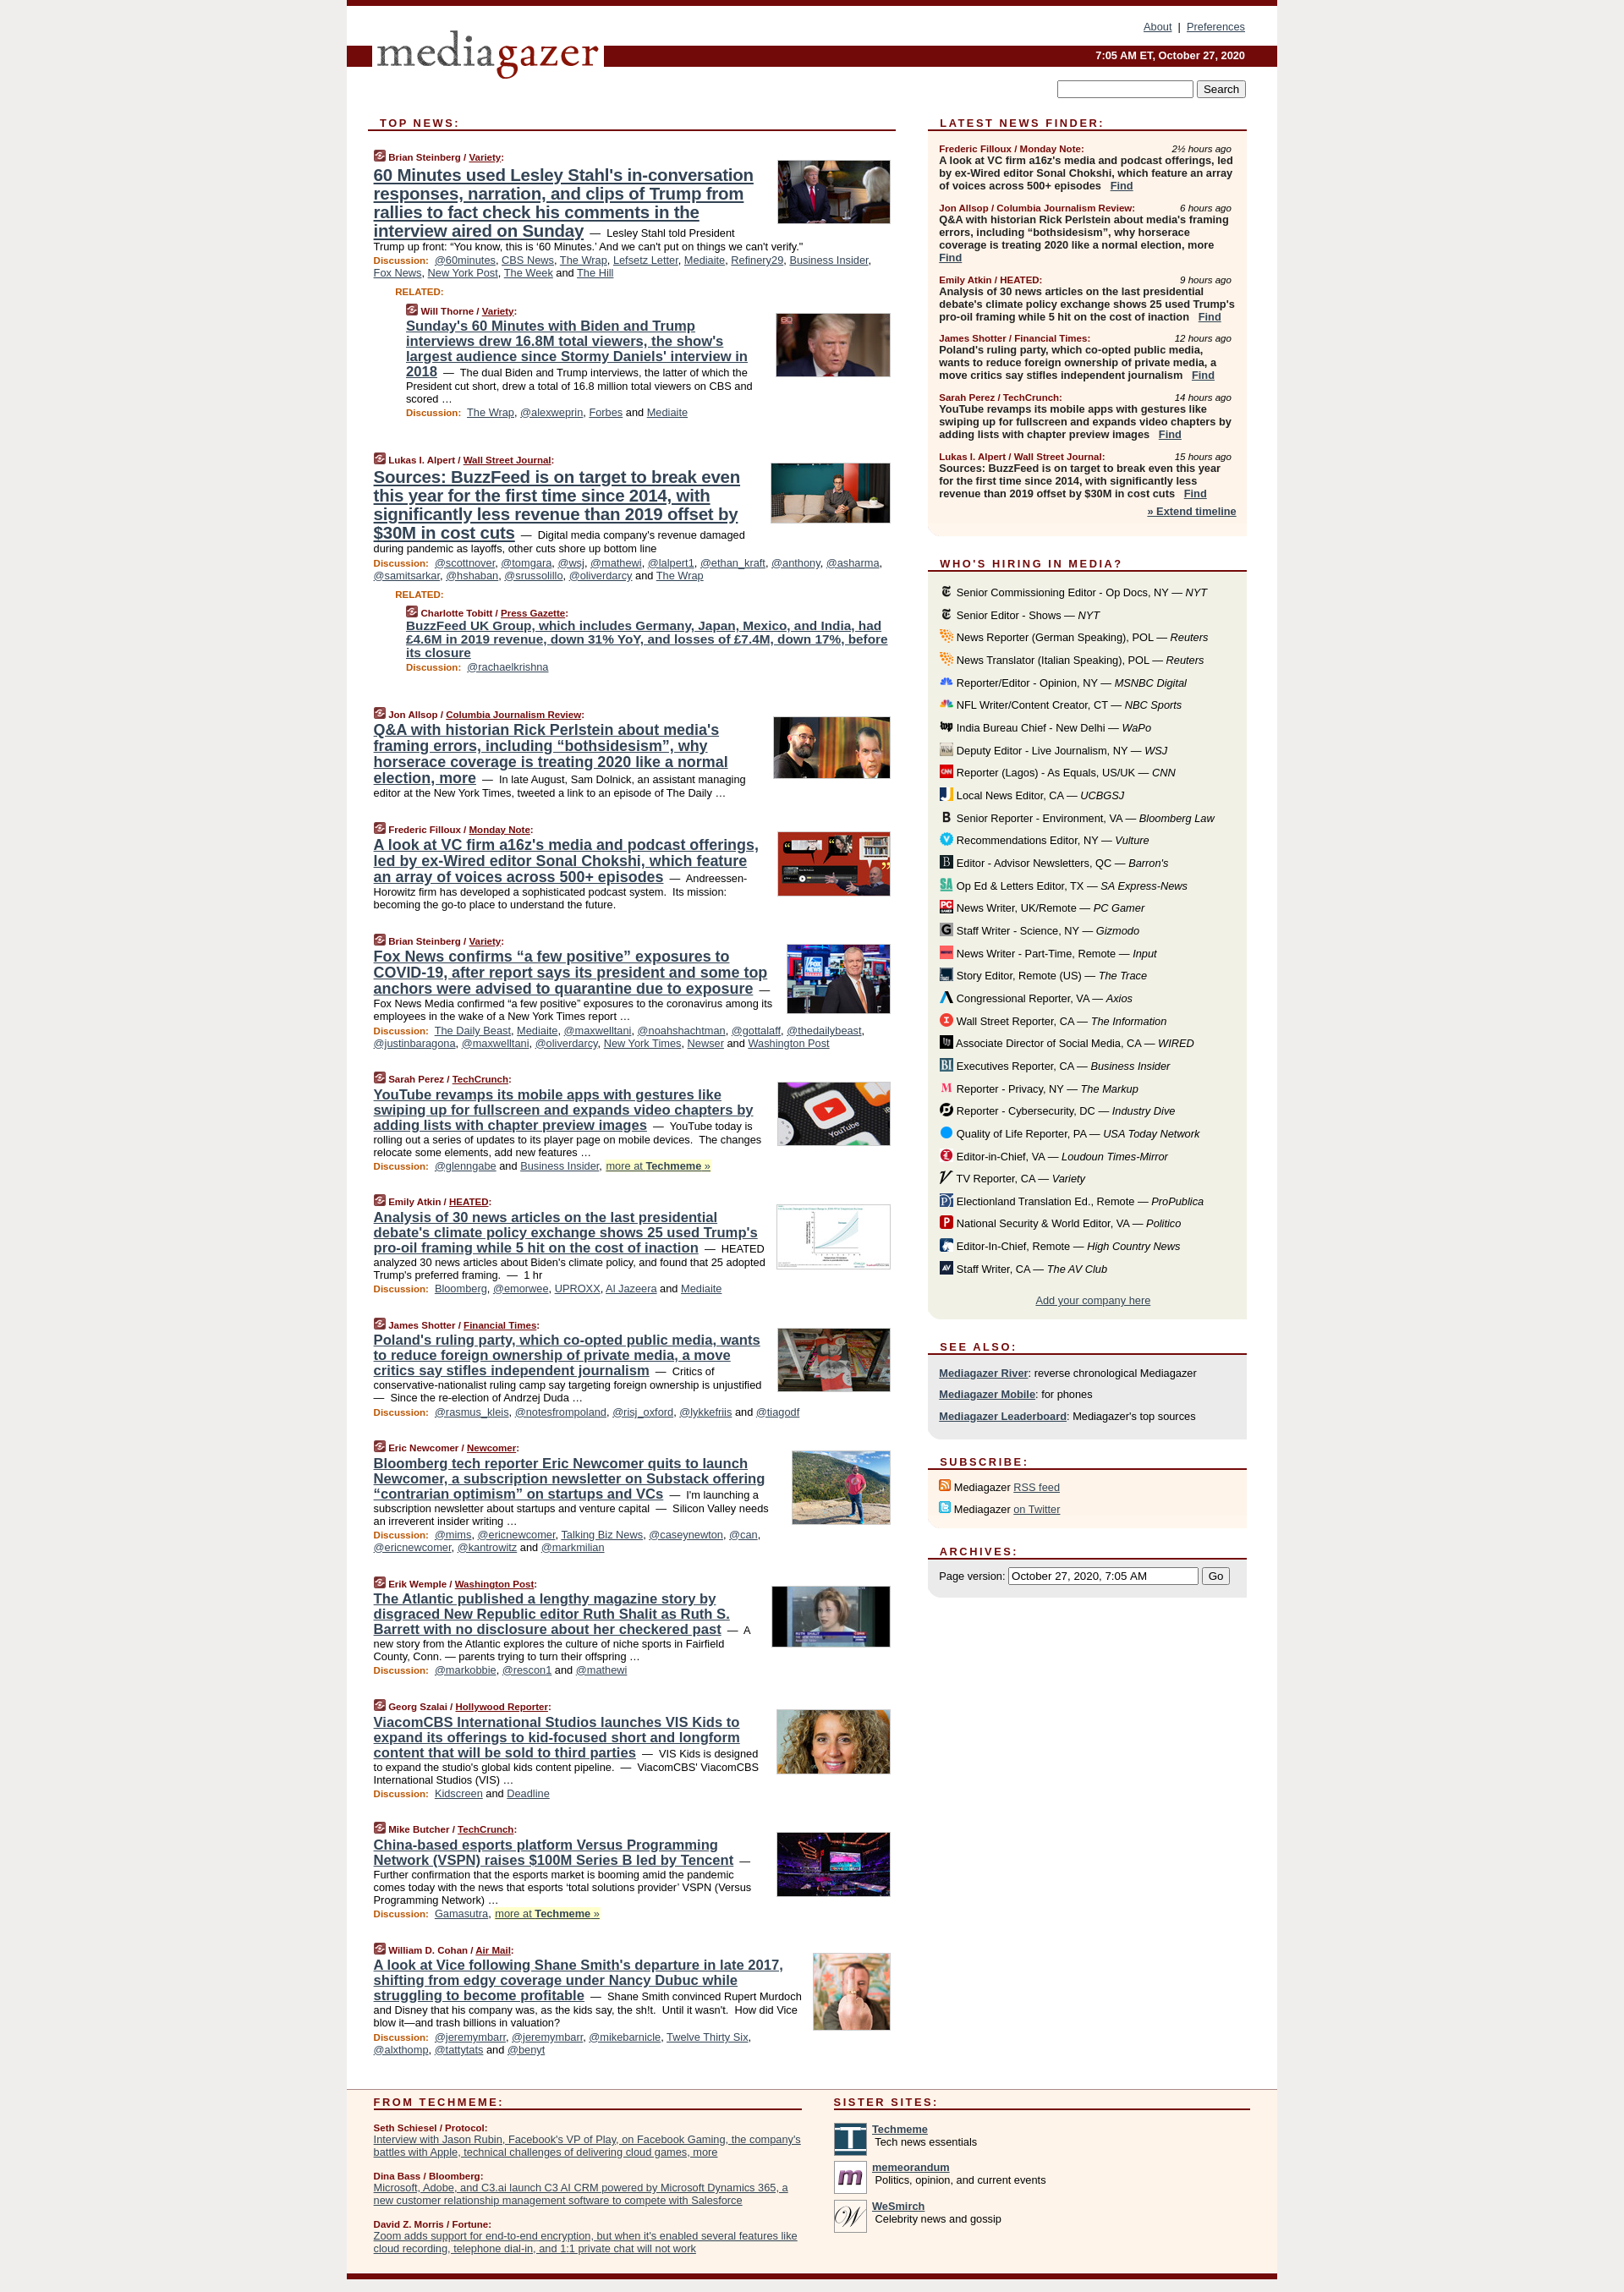 About | Preferences
mediagazer
7:05 AM ET, October 27, 2020
Search
TOP NEWS:
Brian Steinberg / Variety:
60 Minutes used Lesley Stahl's in-conversation
responses, narration, and clips of Trump from
rallies to fact check his comments in the
interview aired on Sunday — Lesley Stahl told President
Trump up front: “You know, this is ‘60 Minutes.’ And we can't put on things we can't verify."
Discussion: @60minutes, CBS News, The Wrap, Lefsetz Letter, Mediaite, Refinery29, Business Insider,
Fox News, New York Post, The Week and The Hill
RELATED:
Will Thorne / Variety:
Sunday's 60 Minutes with Biden and Trump
interviews drew 16.8M total viewers, the show's
largest audience since Stormy Daniels' interview in
2018 — The dual Biden and Trump interviews, the latter of which the
President cut short, drew a total of 16.8 million total viewers on CBS and
scored …
Discussion: The Wrap, @alexweprin, Forbes and Mediaite
Lukas I. Alpert / Wall Street Journal:
Sources: BuzzFeed is on target to break even
this year for the first time since 2014, with
significantly less revenue than 2019 offset by
$30M in cost cuts — Digital media company's revenue damaged
during pandemic as layoffs, other cuts shore up bottom line
Discussion: @scottnover, @tomgara, @wsj, @mathewi, @lalpert1, @ethan_kraft, @anthony, @asharma,
@samitsarkar, @hshaban, @srussolillo, @oliverdarcy and The Wrap
RELATED:
Charlotte Tobitt / Press Gazette:
BuzzFeed UK Group, which includes Germany, Japan, Mexico, and India, had
£4.6M in 2019 revenue, down 31% YoY, and losses of £7.4M, down 17%, before
its closure
Discussion: @rachaelkrishna
Jon Allsop / Columbia Journalism Review:
Q&A with historian Rick Perlstein about media's
framing errors, including “bothsidesism”, why
horserace coverage is treating 2020 like a normal
election, more — In late August, Sam Dolnick, an assistant managing
editor at the New York Times, tweeted a link to an episode of The Daily …
Frederic Filloux / Monday Note:
A look at VC firm a16z's media and podcast offerings,
led by ex-Wired editor Sonal Chokshi, which feature
an array of voices across 500+ episodes — Andreessen-
Horowitz firm has developed a sophisticated podcast system. Its mission:
becoming the go-to place to understand the future.
Brian Steinberg / Variety:
Fox News confirms “a few positive” exposures to
COVID-19, after report says its president and some top
anchors were advised to quarantine due to exposure —
Fox News Media confirmed “a few positive” exposures to the coronavirus among its
employees in the wake of a New York Times report …
Discussion: The Daily Beast, Mediaite, @maxwelltani, @noahshachtman, @gottalaff, @thedailybeast,
@justinbaragona, @maxwelltani, @oliverdarcy, New York Times, Newser and Washington Post
Sarah Perez / TechCrunch:
YouTube revamps its mobile apps with gestures like
swiping up for fullscreen and expands video chapters by
adding lists with chapter preview images — YouTube today is
rolling out a series of updates to its player page on mobile devices. The changes
relocate some elements, add new features …
Discussion: @glenngabe and Business Insider, more at Techmeme »
Emily Atkin / HEATED:
Analysis of 30 news articles on the last presidential
debate's climate policy exchange shows 25 used Trump's
pro-oil framing while 5 hit on the cost of inaction — HEATED
analyzed 30 news articles about Biden's climate policy, and found that 25 adopted
Trump's preferred framing. — 1 hr
Discussion: Bloomberg, @emorwee, UPROXX, Al Jazeera and Mediaite
James Shotter / Financial Times:
Poland's ruling party, which co-opted public media, wants
to reduce foreign ownership of private media, a move
critics say stifles independent journalism — Critics of
conservative-nationalist ruling camp say targeting foreign ownership is unjustified
— Since the re-election of Andrzej Duda …
Discussion: @rasmus_kleis, @notesfrompoland, @risj_oxford, @lykkefriis and @tiagodf
Eric Newcomer / Newcomer:
Bloomberg tech reporter Eric Newcomer quits to launch
Newcomer, a subscription newsletter on Substack offering
“contrarian optimism” on startups and VCs — I'm launching a
subscription newsletter about startups and venture capital — Silicon Valley needs
an irreverent insider writing …
Discussion: @mims, @ericnewcomer, Talking Biz News, @caseynewton, @can,
@ericnewcomer, @kantrowitz and @markmilian
Erik Wemple / Washington Post:
The Atlantic published a lengthy magazine story by
disgraced New Republic editor Ruth Shalit as Ruth S.
Barrett with no disclosure about her checkered past — A
new story from the Atlantic explores the culture of niche sports in Fairfield
County, Conn. — parents trying to turn their offspring …
Discussion: @markobbie, @rescon1 and @mathewi
Georg Szalai / Hollywood Reporter:
ViacomCBS International Studios launches VIS Kids to
expand its offerings to kid-focused short and longform
content that will be sold to third parties — VIS Kids is designed
to expand the studio's global kids content pipeline. — ViacomCBS' ViacomCBS
International Studios (VIS) …
Discussion: Kidscreen and Deadline
Mike Butcher / TechCrunch:
China-based esports platform Versus Programming
Network (VSPN) raises $100M Series B led by Tencent —
Further confirmation that the esports market is booming amid the pandemic
comes today with the news that esports ‘total solutions provider’ VSPN (Versus
Programming Network) …
Discussion: Gamasutra, more at Techmeme »
William D. Cohan / Air Mail:
A look at Vice following Shane Smith's departure in late 2017,
shifting from edgy coverage under Nancy Dubuc while
struggling to become profitable — Shane Smith convinced Rupert Murdoch
and Disney that his company was, as the kids say, the sh!t. Until it wasn't. How did Vice
blow it—and trash billions in valuation?
Discussion: @jeremymbarr, @jeremymbarr, @mikebarnicle, Twelve Thirty Six,
@alxthomp, @tattytats and @benyt
LATEST NEWS FINDER:
Frederic Filloux / Monday Note: 2½ hours ago
A look at VC firm a16z's media and podcast offerings, led
by ex-Wired editor Sonal Chokshi, which feature an array
of voices across 500+ episodes Find
Jon Allsop / Columbia Journalism Review: 6 hours ago
Q&A with historian Rick Perlstein about media's framing
errors, including “bothsidesism”, why horserace
coverage is treating 2020 like a normal election, more
Find
Emily Atkin / HEATED: 9 hours ago
Analysis of 30 news articles on the last presidential
debate's climate policy exchange shows 25 used Trump's
pro-oil framing while 5 hit on the cost of inaction Find
James Shotter / Financial Times: 12 hours ago
Poland's ruling party, which co-opted public media,
wants to reduce foreign ownership of private media, a
move critics say stifles independent journalism Find
Sarah Perez / TechCrunch: 14 hours ago
YouTube revamps its mobile apps with gestures like
swiping up for fullscreen and expands video chapters by
adding lists with chapter preview images Find
Lukas I. Alpert / Wall Street Journal: 15 hours ago
Sources: BuzzFeed is on target to break even this year
for the first time since 2014, with significantly less
revenue than 2019 offset by $30M in cost cuts Find
» Extend timeline
WHO'S HIRING IN MEDIA?
Senior Commissioning Editor - Op Docs, NY — NYT
Senior Editor - Shows — NYT
News Reporter (German Speaking), POL — Reuters
News Translator (Italian Speaking), POL — Reuters
Reporter/Editor - Opinion, NY — MSNBC Digital
NFL Writer/Content Creator, CT — NBC Sports
India Bureau Chief - New Delhi — WaPo
Deputy Editor - Live Journalism, NY — WSJ
Reporter (Lagos) - As Equals, US/UK — CNN
Local News Editor, CA — UCBGSJ
Senior Reporter - Environment, VA — Bloomberg Law
Recommendations Editor, NY — Vulture
Editor - Advisor Newsletters, QC — Barron's
Op Ed & Letters Editor, TX — SA Express-News
News Writer, UK/Remote — PC Gamer
Staff Writer - Science, NY — Gizmodo
News Writer - Part-Time, Remote — Input
Story Editor, Remote (US) — The Trace
Congressional Reporter, VA — Axios
Wall Street Reporter, CA — The Information
Associate Director of Social Media, CA — WIRED
Executives Reporter, CA — Business Insider
Reporter - Privacy, NY — The Markup
Reporter - Cybersecurity, DC — Industry Dive
Quality of Life Reporter, PA — USA Today Network
Editor-in-Chief, VA — Loudoun Times-Mirror
TV Reporter, CA — Variety
Electionland Translation Ed., Remote — ProPublica
National Security & World Editor, VA — Politico
Editor-In-Chief, Remote — High Country News
Staff Writer, CA — The AV Club
Add your company here
SEE ALSO:
Mediagazer River: reverse chronological Mediagazer
Mediagazer Mobile: for phones
Mediagazer Leaderboard: Mediagazer's top sources
SUBSCRIBE:
Mediagazer RSS feed
Mediagazer on Twitter
ARCHIVES:
Page version: October 27, 2020, 7:05 AM Go
FROM TECHMEME:
Seth Schiesel / Protocol:
Interview with Jason Rubin, Facebook's VP of Play, on Facebook Gaming, the company's
battles with Apple, technical challenges of delivering cloud games, more
Dina Bass / Bloomberg:
Microsoft, Adobe, and C3.ai launch C3 AI CRM powered by Microsoft Dynamics 365, a
new customer relationship management software to compete with Salesforce
David Z. Morris / Fortune:
Zoom adds support for end-to-end encryption, but when it's enabled several features like
cloud recording, telephone dial-in, and 1:1 private chat will not work
SISTER SITES:
Techmeme
Tech news essentials
memeorandum
Politics, opinion, and current events
WeSmirch
Celebrity news and gossip